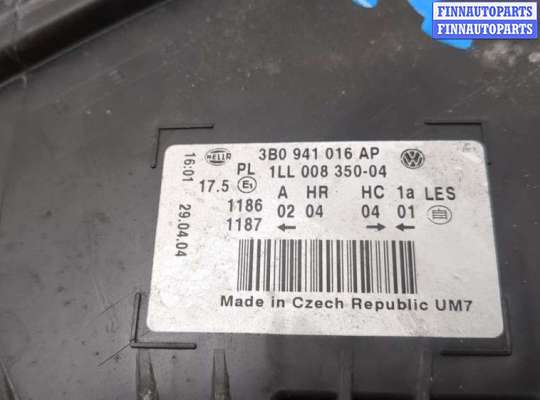 FINNAUTOPARTS
FINNAUTOPARTS
HELLA 3B0 941 016 AP
PL 1LL 008 350-04
17.5 E1 A HR HC 1a LES
1186 02 04 04 01
1187 ← → ←
16:01
29.04.04
Made in Czech Republic UM7